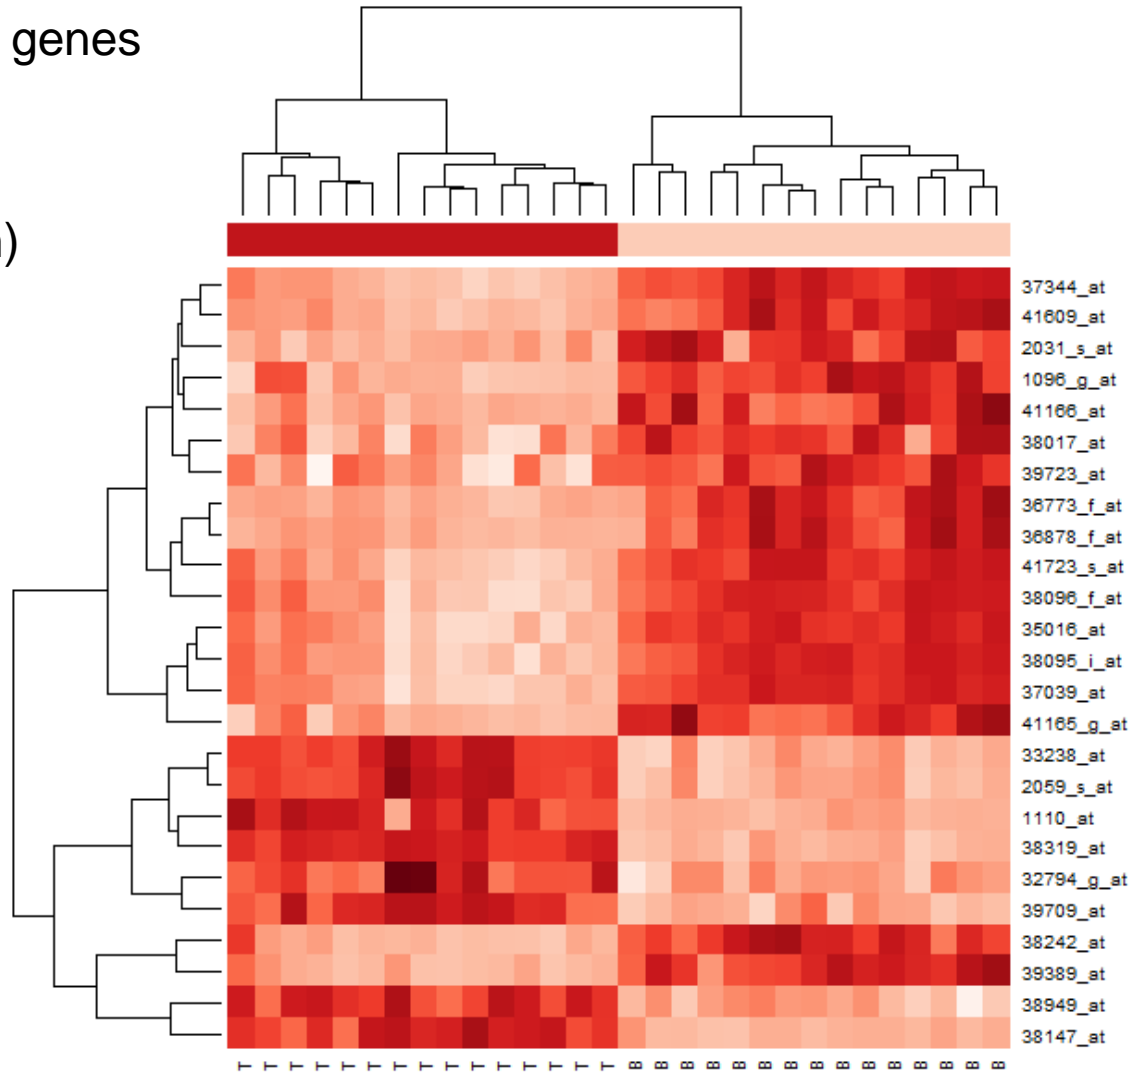 genes
)
37344_at
41609_at
2031_s_at
1096_g_at
41166_at
38017_at
39723_at
36773_f_at
36878_f_at
41723_s_at
38096_f_at
35016_at
38095_i_at
37039_at
41165_g_at
33238_at
2059_s_at
1110_at
38319_at
32794_g_at
39709_at
38242_at
39389_at
38949_at
38147_at
T T T T T T T T T T T T T T T B B B B B B B B B B B B B B B